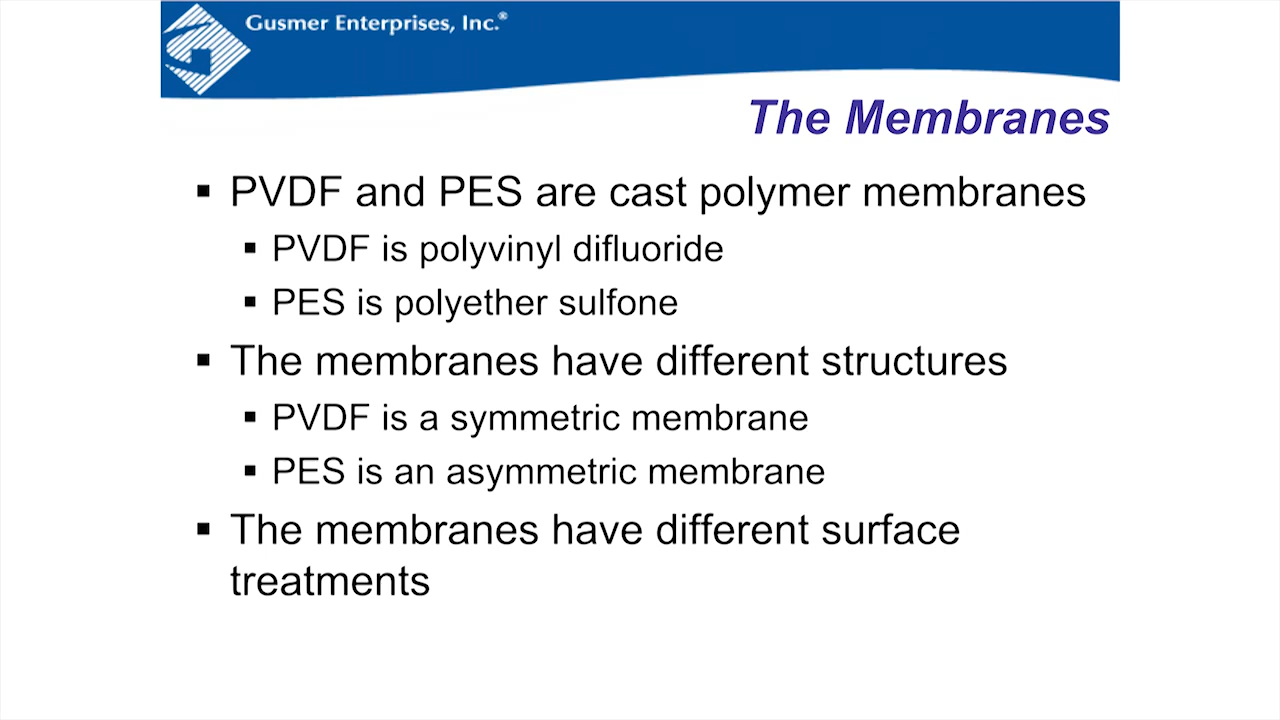 Gusmer Enterprises, Inc.®
The Membranes
▪ PVDF and PES are cast polymer membranes
▪ PVDF is polyvinyl difluoride
▪ PES is polyether sulfone
▪ The membranes have different structures
▪ PVDF is a symmetric membrane
▪ PES is an asymmetric membrane
▪ The membranes have different surface
treatments